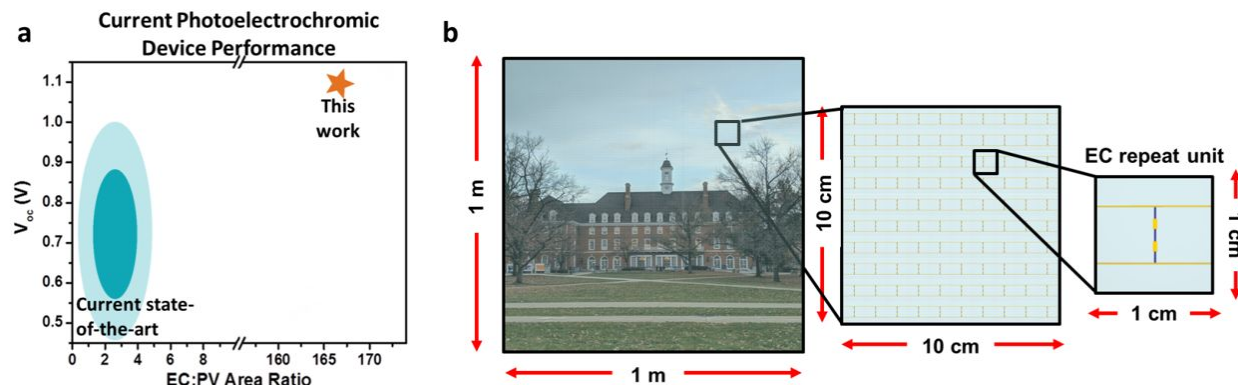 a
Current Photoelectrochromic
Device Performance
Voc (V)
1.1
1.0
0.9
0.8
0.7
0.6
0.5
This
work
Current state-
of-the-art
0 2 4 6 8 160 165 170
EC:PV Area Ratio
b
1 m
1 m
10 cm
10 cm
EC repeat unit
1 cm
1 cm